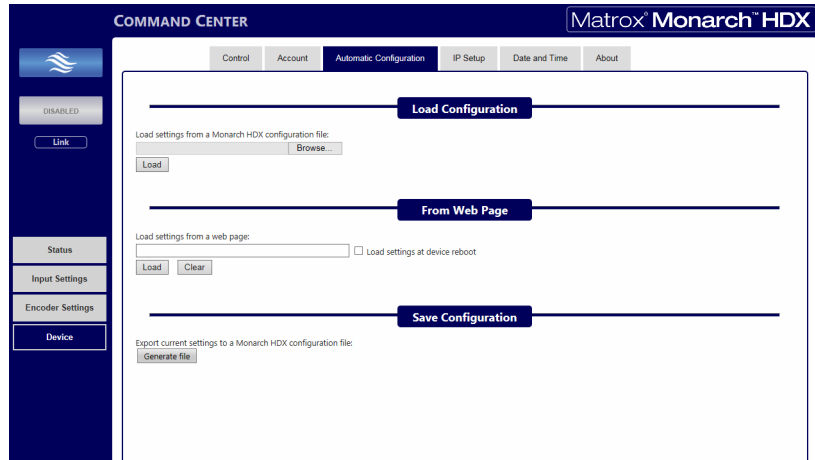 COMMAND CENTER
Matrox® Monarch™ HDX
Control Account Automatic Configuration IP Setup Date and Time About
DISABLED
Link
Status
Input Settings
Encoder Settings
Device
Load Configuration
Load settings from a Monarch HDX configuration file:
Browse...
Load
From Web Page
Load settings from a web page:
Load settings at device reboot
Load Clear
Save Configuration
Export current settings to a Monarch HDX configuration file:
Generate file